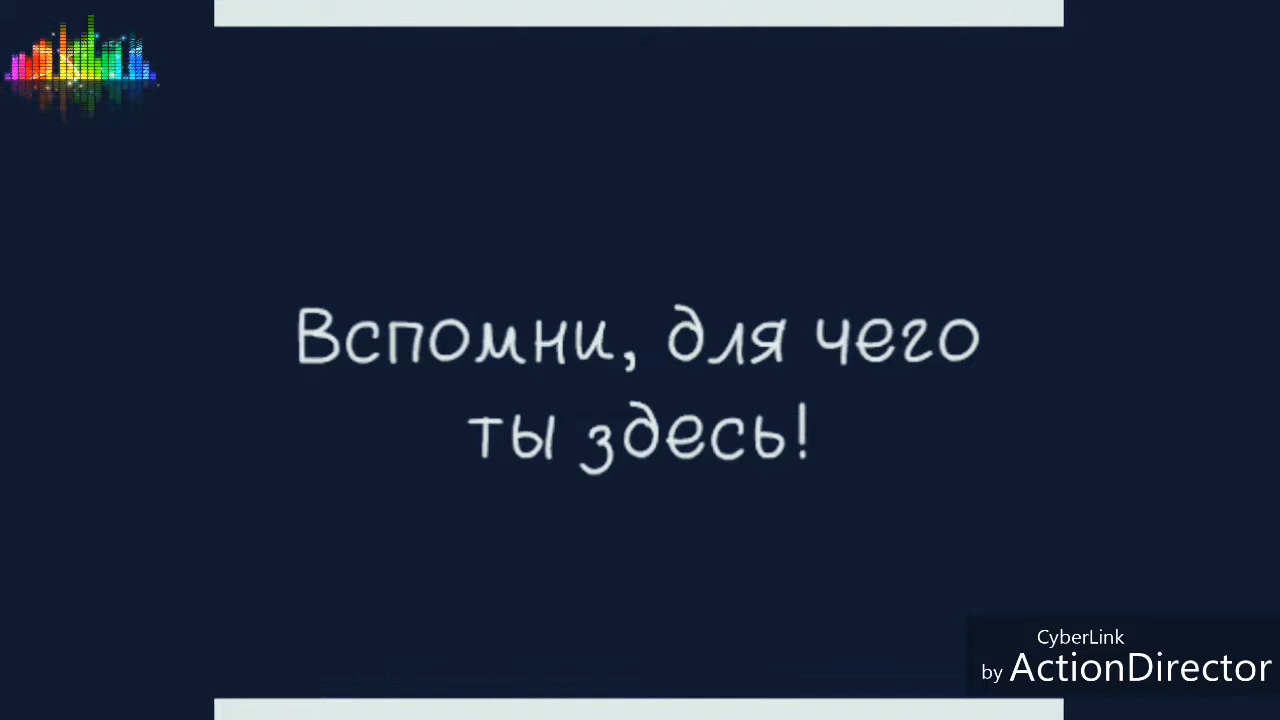 Вспомни, для чего
ты здесь!
CyberLink
by ActionDirector